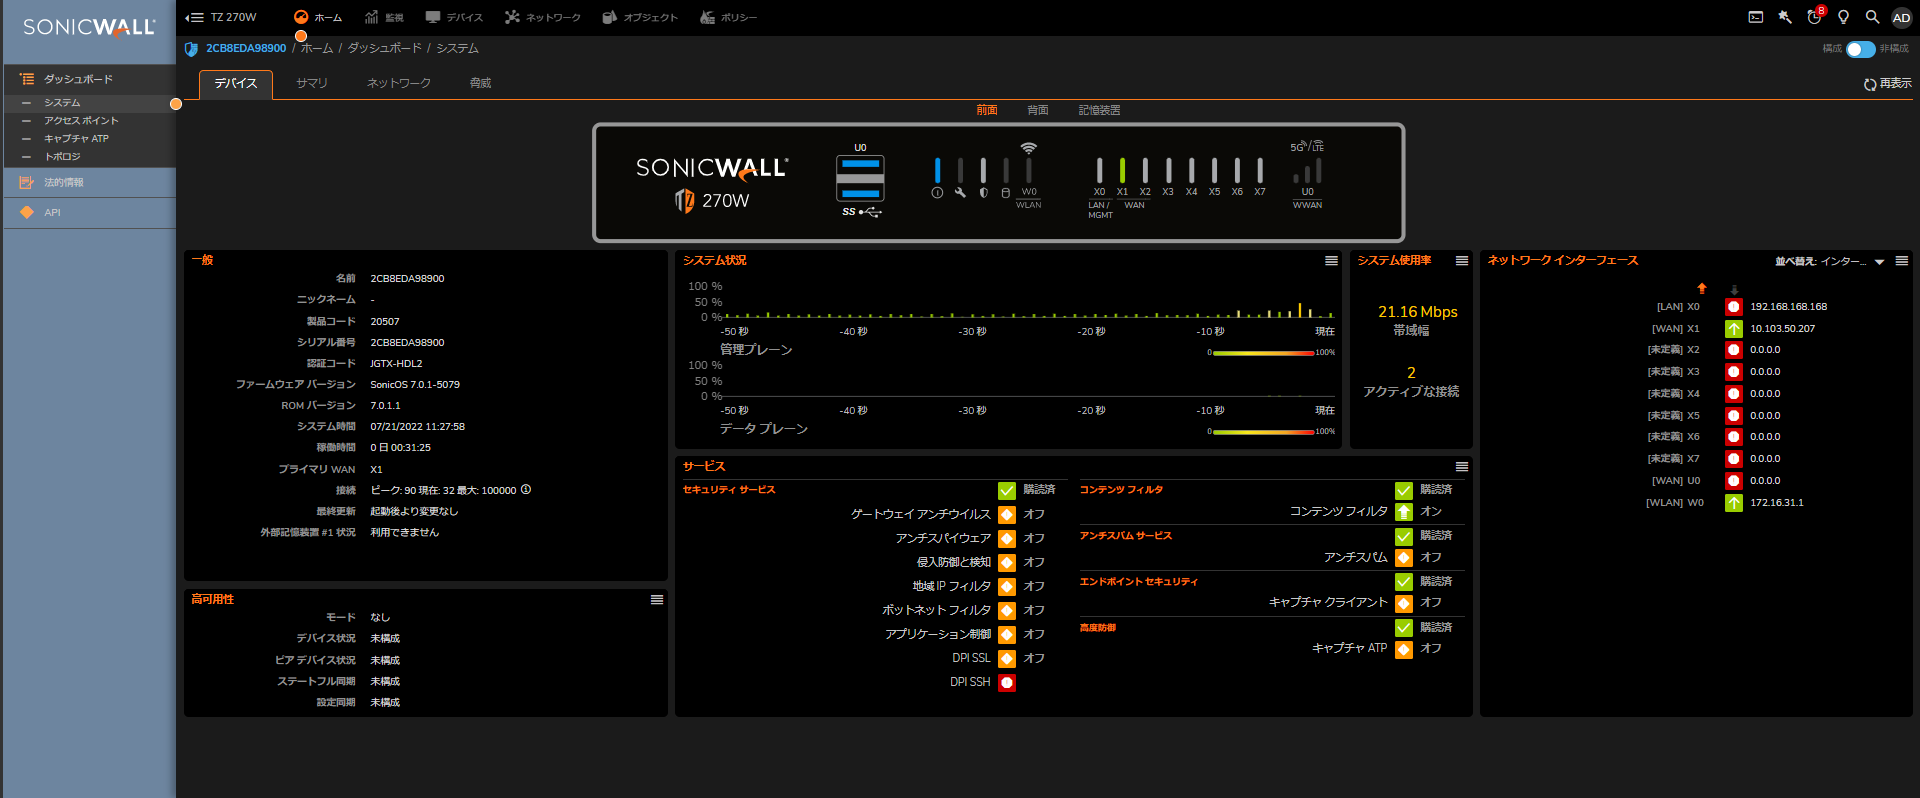 SONICWALL
TZ 270W
ホーム
監視
デバイス
ネットワーク
オブジェクト
ポリシー
8
AD
2CB8EDA98900 / ホーム / ダッシュボード / システム
構成
非構成
ダッシュボード
システム
アクセス ポイント
キャプチャ ATP
トポロジ
法的情報
API
デバイス
サマリ
ネットワーク
脅威
再表示
前面
背面
記憶装置
SONICWALL
TZ 270W
U0
SS
W0
WLAN
X0 X1 X2 X3 X4 X5 X6 X7
LAN / MGMT
WAN
5G/LTE
U0
WWAN
一般
名前 2CB8EDA98900
ニックネーム -
製品コード 20507
シリアル番号 2CB8EDA98900
認証コード JGTX-HDL2
ファームウェア バージョン SonicOS 7.0.1-5079
ROM バージョン 7.0.1.1
システム時間 07/21/2022 11:27:58
稼働時間 0 日 00:31:25
プライマリ WAN X1
接続 ピーク: 90 現在: 32 最大: 100000
最終更新 起動後より変更なし
外部記憶装置 #1 状況 利用できません
高可用性
モード なし
デバイス状況 未構成
ピア デバイス状況 未構成
ステートフル同期 未構成
設定同期 未構成
システム状況
100 %
50 %
0 %
-50 秒 -40 秒 -30 秒 -20 秒 -10 秒 現在
管理プレーン
0 100%
100 %
50 %
0 %
-50 秒 -40 秒 -30 秒 -20 秒 -10 秒 現在
データ プレーン
0 100%
システム使用率
21.16 Mbps
帯域幅
2
アクティブな接続
サービス
セキュリティ サービス 購読済
ゲートウェイ アンチウイルス オフ
アンチスパイウェア オフ
侵入防御と検知 オフ
地域 IP フィルタ オフ
ボットネット フィルタ オフ
アプリケーション制御 オフ
DPI SSL オフ
DPI SSH
コンテンツ フィルタ 購読済
コンテンツ フィルタ オン
アンチスパム サービス 購読済
アンチスパム オフ
エンドポイント セキュリティ 購読済
キャプチャ クライアント オフ
高度防御 購読済
キャプチャ ATP オフ
ネットワーク インターフェース
並べ替え: インター...
[LAN] X0 192.168.168.168
[WAN] X1 10.103.50.207
[未定義] X2 0.0.0.0
[未定義] X3 0.0.0.0
[未定義] X4 0.0.0.0
[未定義] X5 0.0.0.0
[未定義] X6 0.0.0.0
[未定義] X7 0.0.0.0
[WAN] U0 0.0.0.0
[WLAN] W0 172.16.31.1